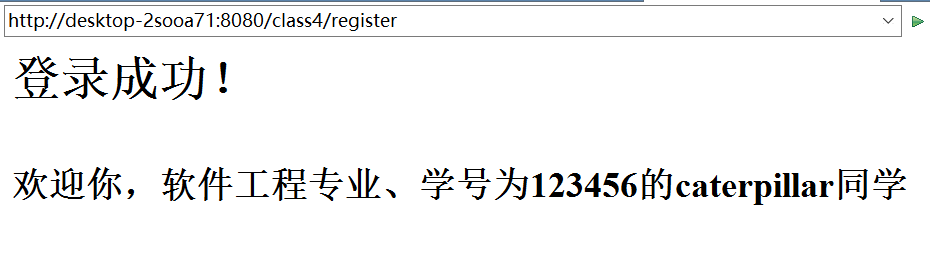 http://desktop-2sooa71:8080/class4/register
登录成功！
欢迎你，软件工程专业、学号为123456的caterpillar同学